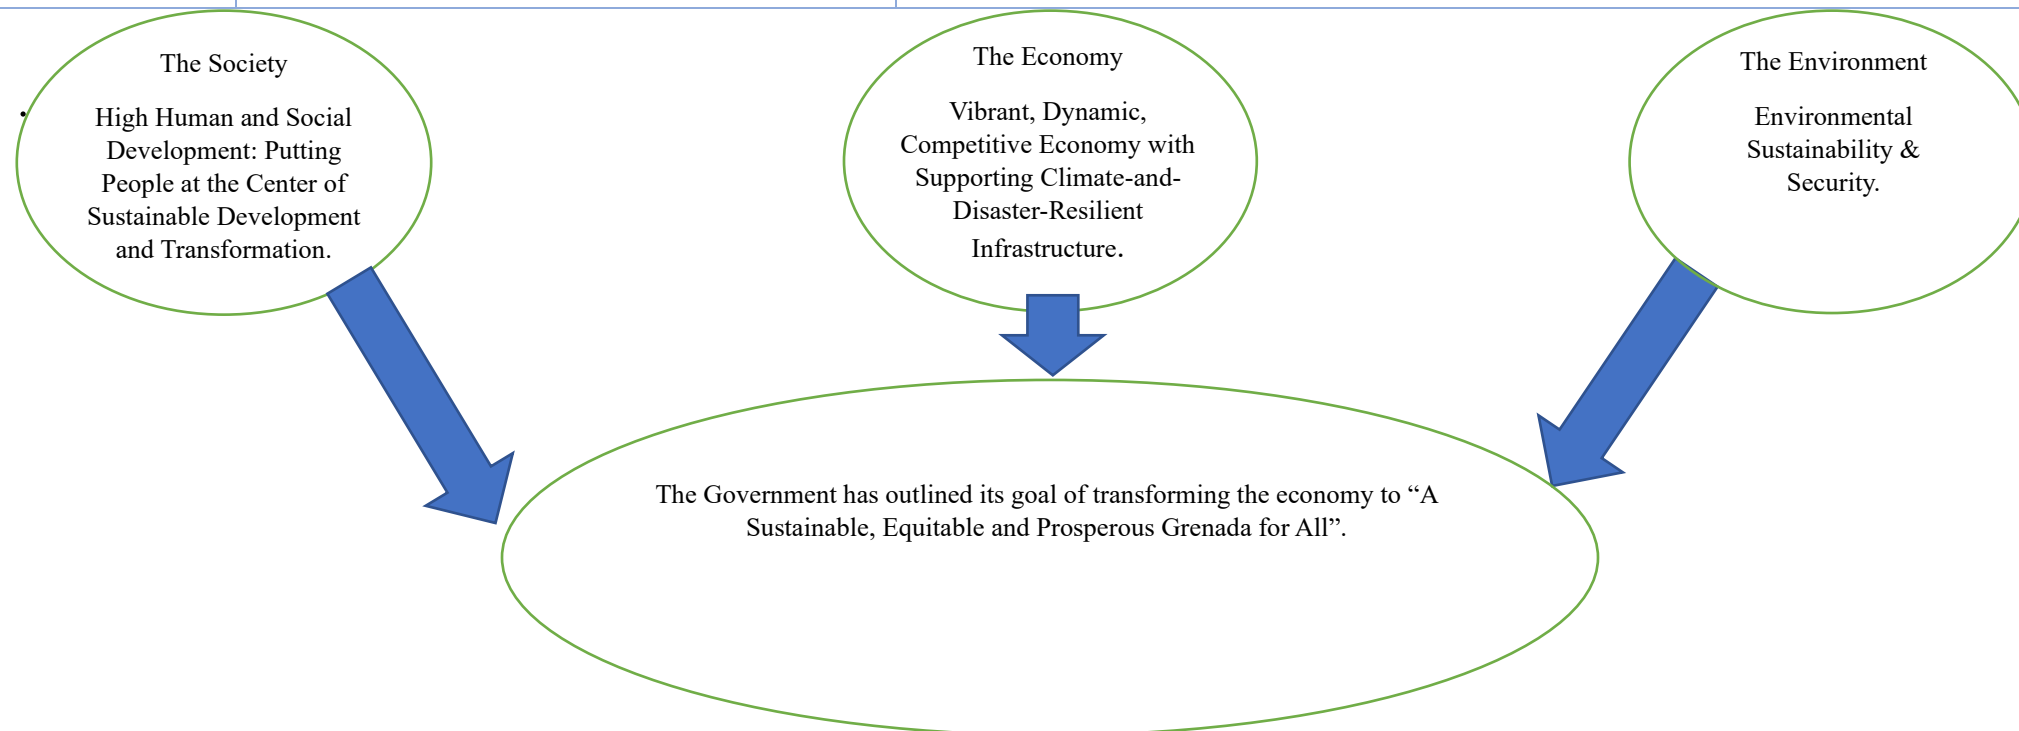 The Society
High Human and Social
Development: Putting
People at the Center of
Sustainable Development
and Transformation.
The Economy
Vibrant, Dynamic,
Competitive Economy with
Supporting Climate-and-
Disaster-Resilient
Infrastructure.
The Environment
Environmental
Sustainability &
Security.
The Government has outlined its goal of transforming the economy to “A
Sustainable, Equitable and Prosperous Grenada for All”.